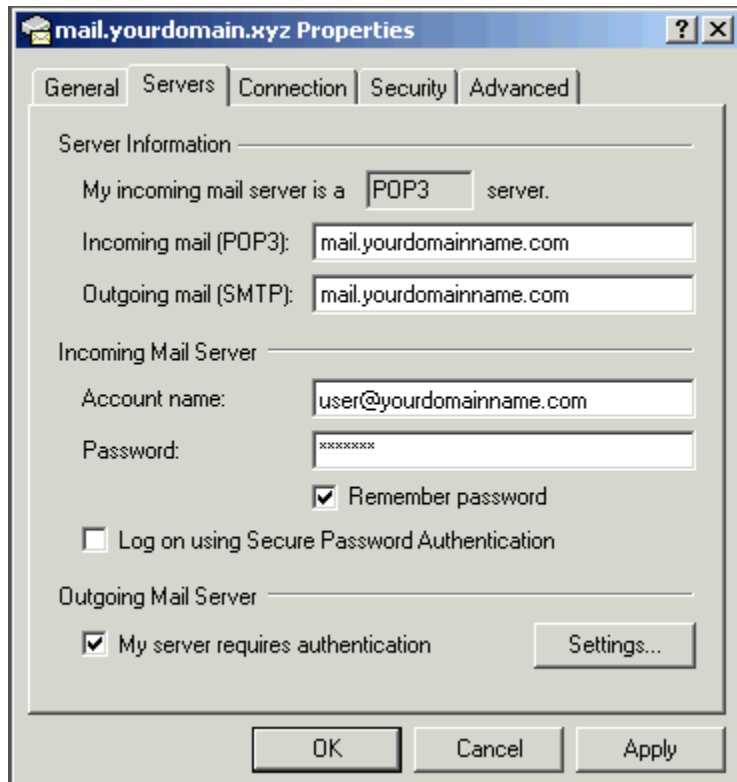 mail.yourdomain.xyz Properties ? X
General Servers Connection Security Advanced
Server Information
My incoming mail server is a POP3 server.
Incoming mail (POP3): mail.yourdomainname.com
Outgoing mail (SMTP): mail.yourdomainname.com
Incoming Mail Server
Account name: user@yourdomainname.com
Password: *******
Remember password
Log on using Secure Password Authentication
Outgoing Mail Server
My server requires authentication Settings...
OK Cancel Apply